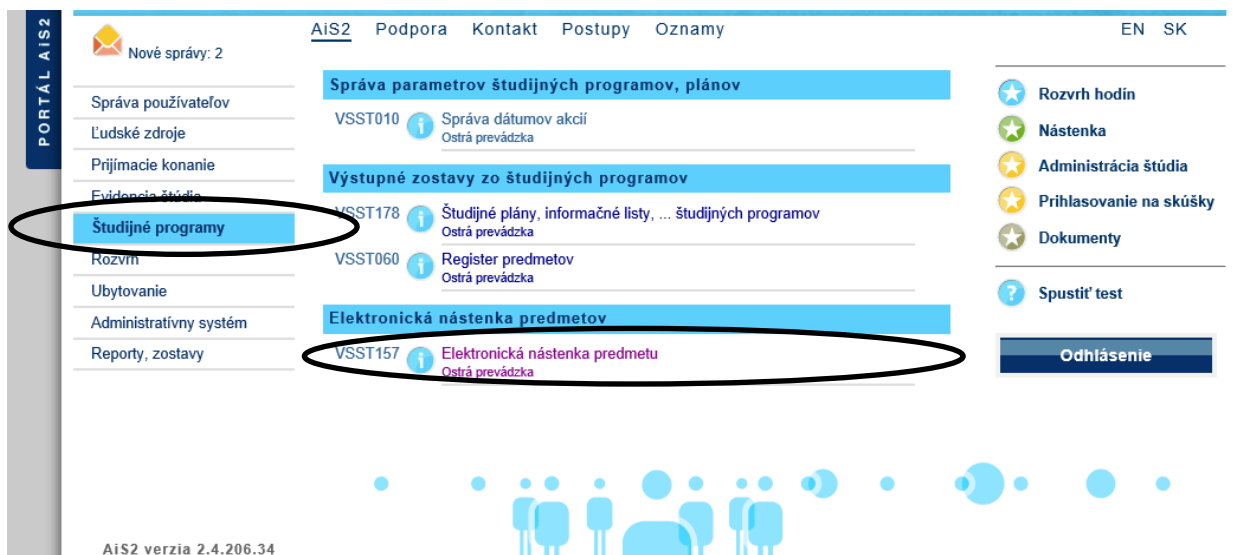 PORTÁL AiS2
Nové správy: 2
Správa používateľov
Ľudské zdroje
Prijímacie konanie
Evidencia štúdia
Študijné programy
Rozvrh
Ubytovanie
Administratívny systém
Reporty, zostavy
AiS2 verzia 2.4.206.34
AiS2 Podpora Kontakt Postupy Oznamy
EN SK
Správa parametrov študijných programov, plánov
VSST010 Správa dátumov akcií
Ostrá prevádzka
Výstupné zostavy zo študijných programov
VSST178 Študijné plány, informačné listy, ... študijných programov
Ostrá prevádzka
VSST060 Register predmetov
Ostrá prevádzka
Elektronická nástenka predmetov
VSST157 Elektronická nástenka predmetu
Ostrá prevádzka
Rozvrh hodín
Nástenka
Administrácia štúdia
Prihlasovanie na skúšky
Dokumenty
Spustiť test
Odhlásenie